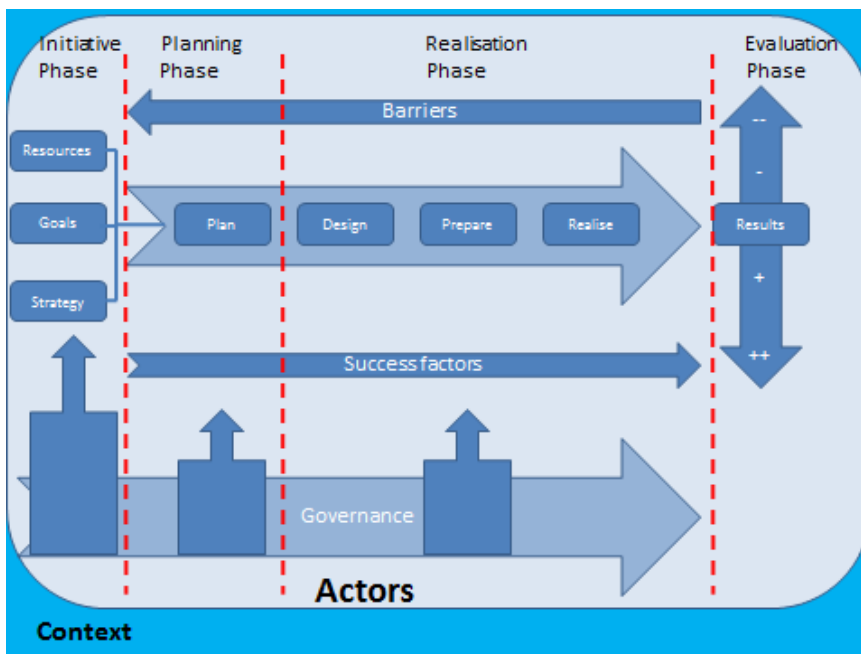 Initiative
Phase
Planning
Phase
Realisation
Phase
Evaluation
Phase
Barriers
--
Resources
-
Goals
Plan
Design
Prepare
Realise
Results
+
Strategy
++
Success factors
Governance
Actors
Context